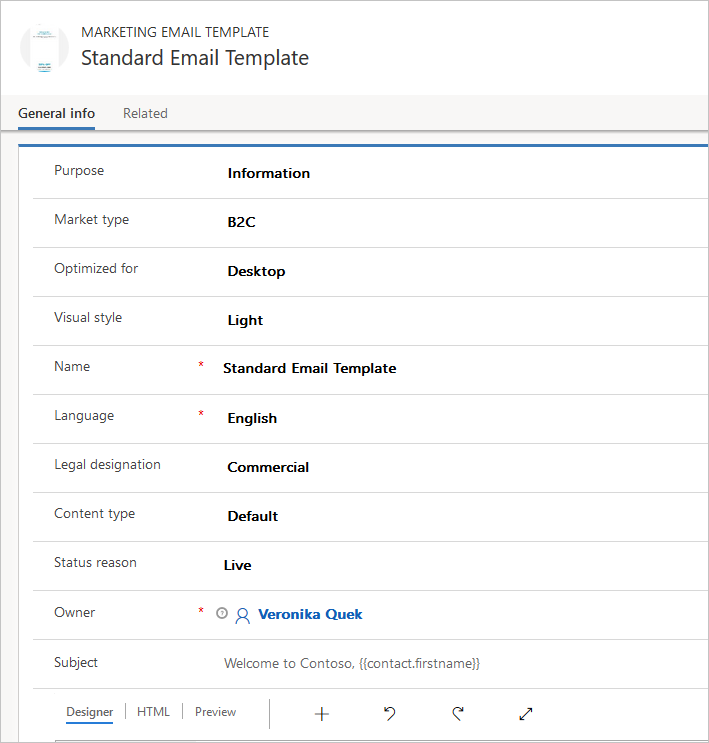 MARKETING EMAIL TEMPLATE
Standard Email Template
General info Related
Purpose Information
Market type B2C
Optimized for Desktop
Visual style Light
Name * Standard Email Template
Language * English
Legal designation Commercial
Content type Default
Status reason Live
Owner * Veronika Quek
Subject Welcome to Contoso, {{contact.firstname}}
Designer HTML Preview